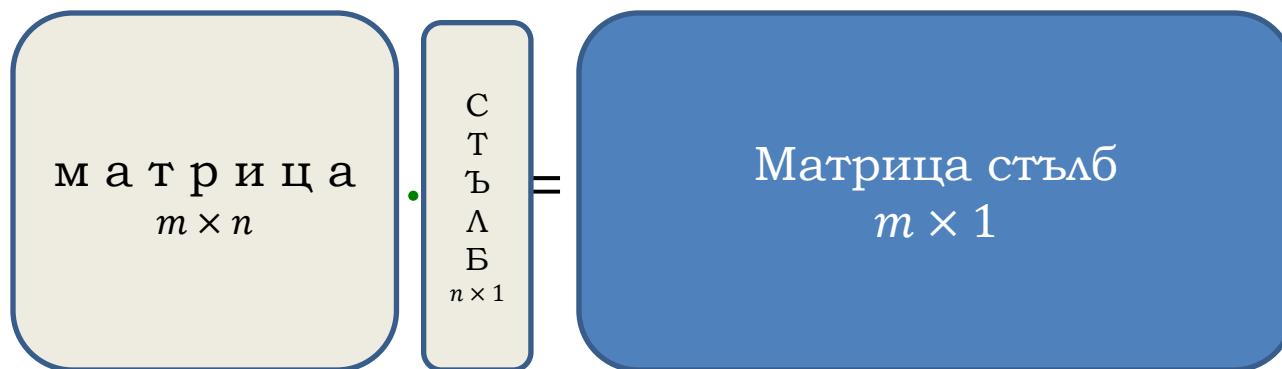 м а т р и ц а
m × n
·
С
Т
Ъ
Л
Б
n × 1
=
Матрица стълб
m × 1